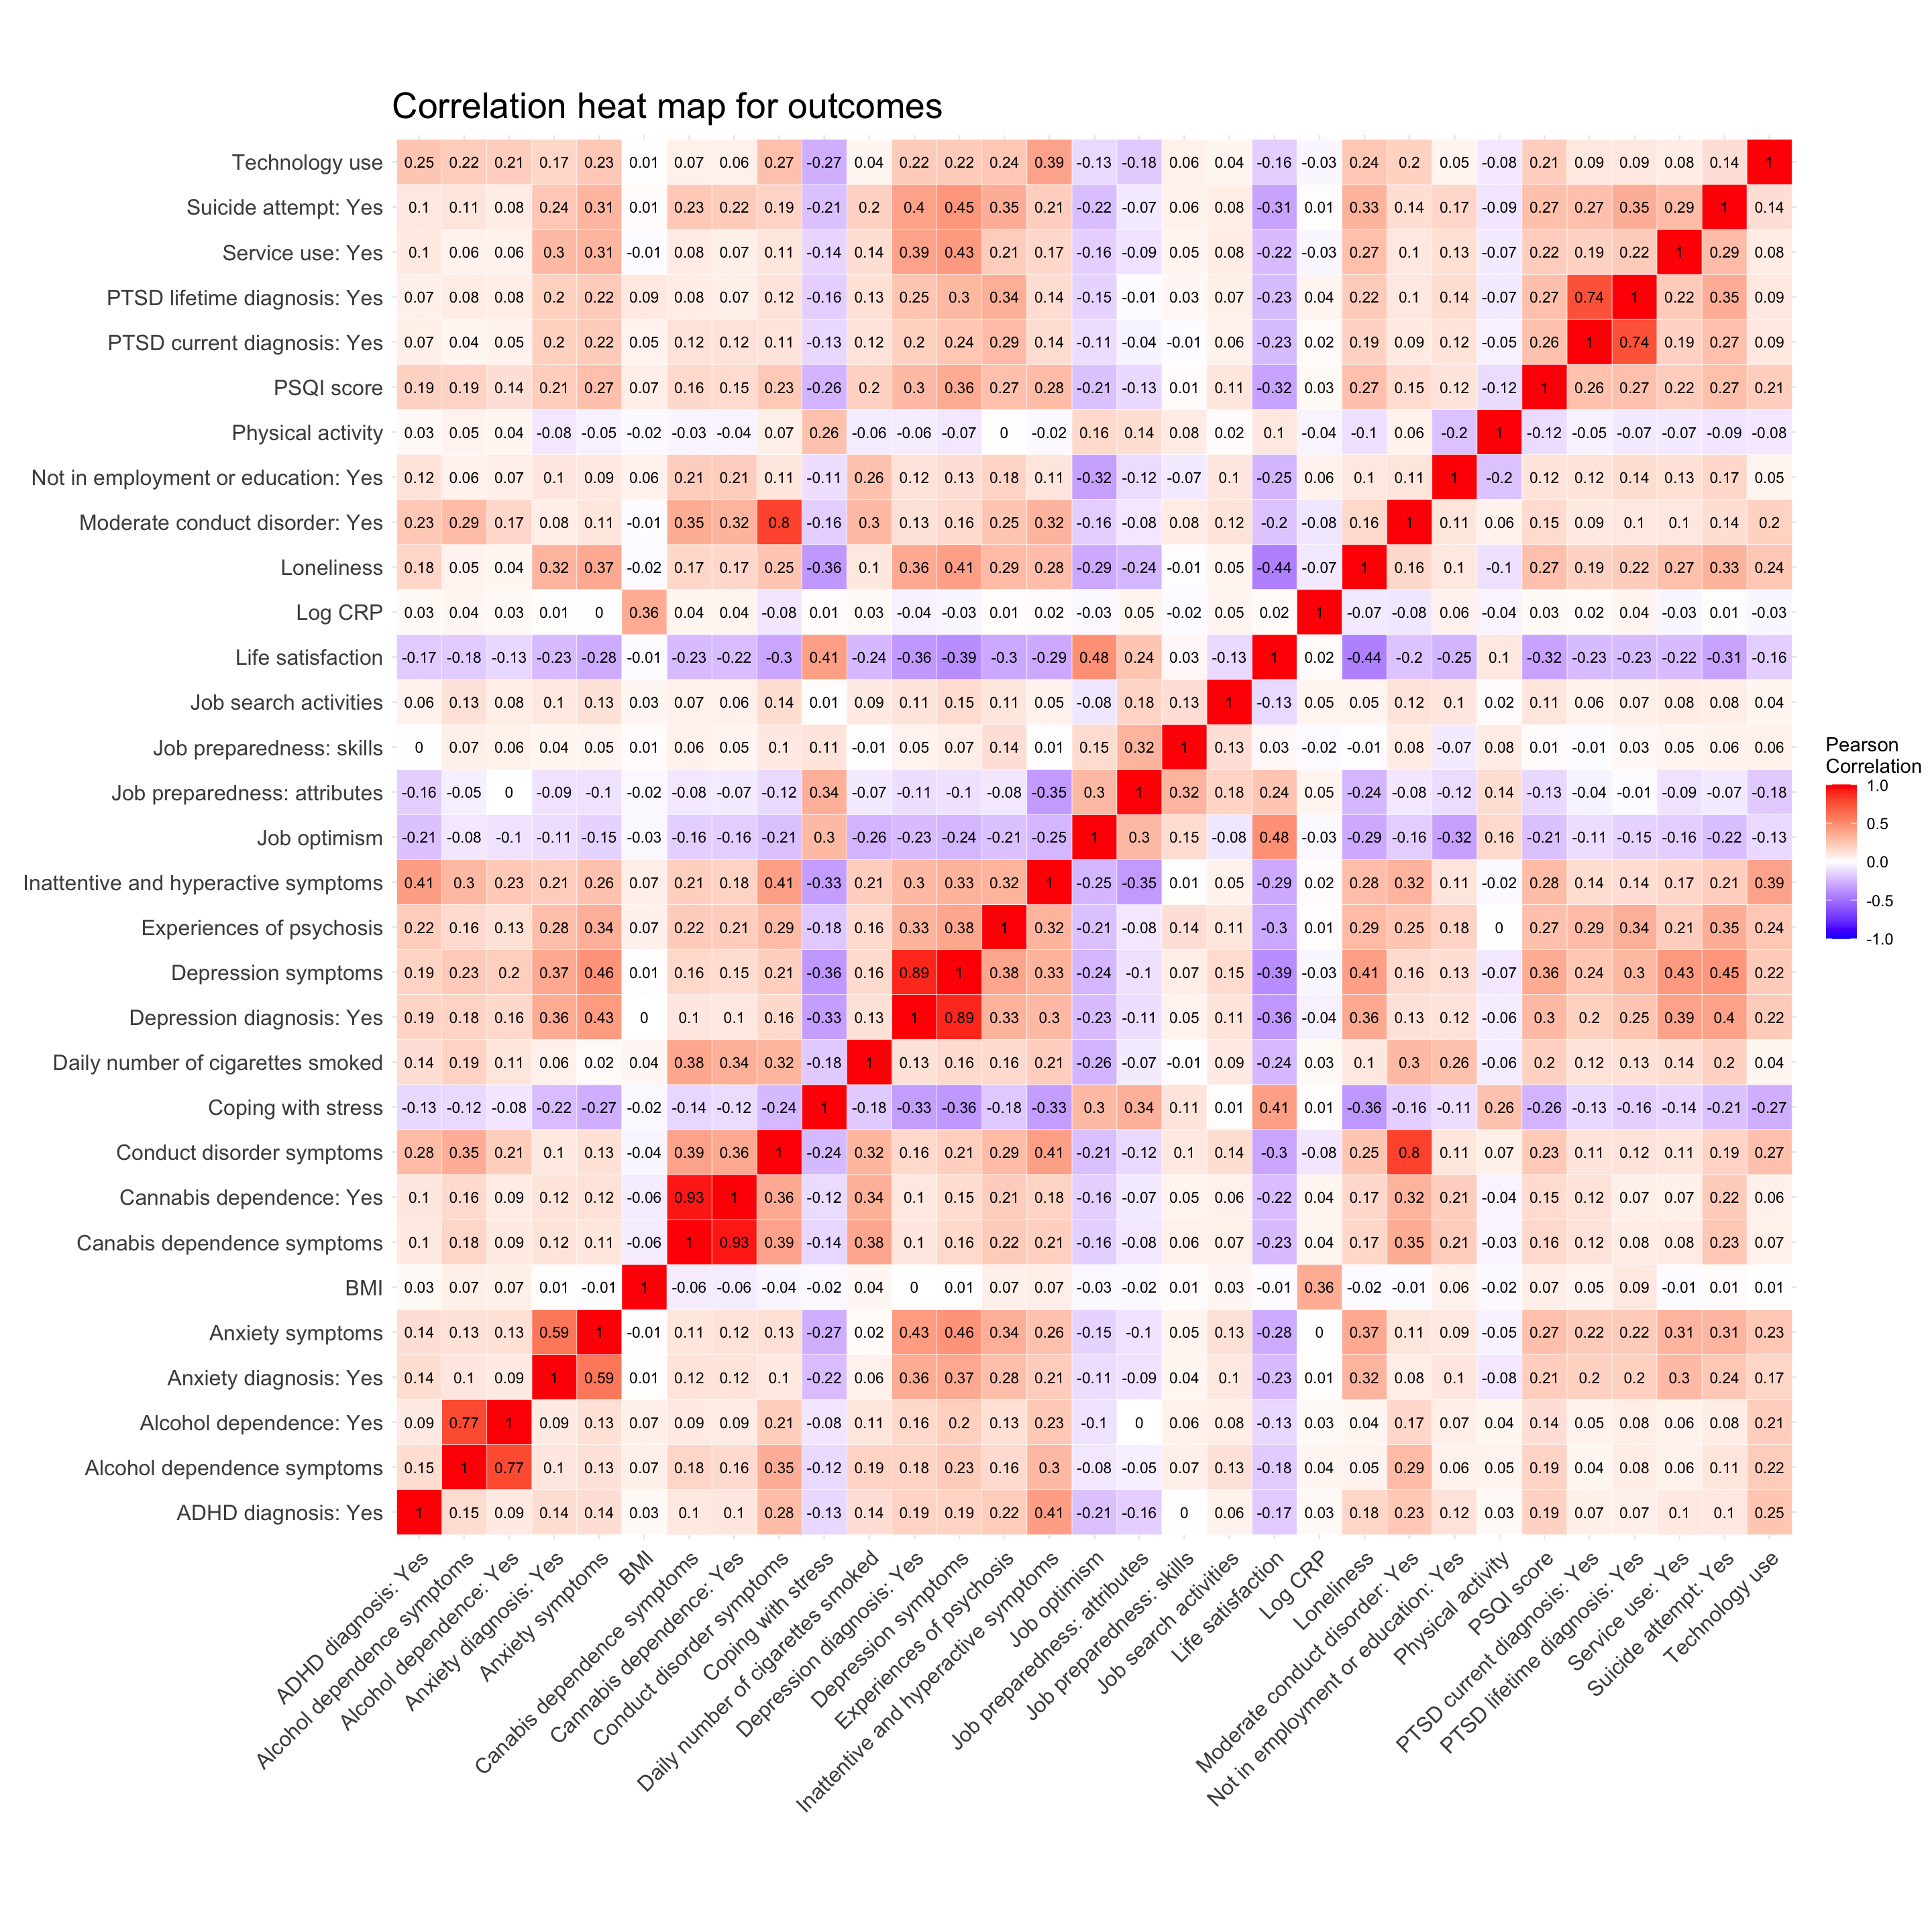 Correlation heat map for outcomes
Technology use 0.25 0.22 0.21 0.17 0.23 0.01 0.07 0.06 0.27 -0.27 0.04 0.22 0.22 0.24 0.39 -0.13 -0.18 0.06 0.04 -0.16 -0.03 0.24 0.2 0.05 -0.08 0.21 0.09 0.09 0.08 0.14 1
Suicide attempt: Yes 0.1 0.11 0.08 0.24 0.31 0.01 0.23 0.22 0.19 -0.21 0.2 0.4 0.45 0.35 0.21 -0.22 -0.07 0.06 0.08 -0.31 0.01 0.33 0.14 0.17 -0.09 0.27 0.27 0.35 0.29 1 0.14
Service use: Yes 0.1 0.06 0.06 0.3 0.31 -0.01 0.08 0.07 0.11 -0.14 0.14 0.39 0.43 0.21 0.17 -0.16 -0.09 0.05 0.08 -0.22 -0.03 0.27 0.1 0.13 -0.07 0.22 0.19 0.22 1 0.29 0.08
PTSD lifetime diagnosis: Yes 0.07 0.08 0.08 0.2 0.22 0.09 0.08 0.07 0.12 -0.16 0.13 0.25 0.3 0.34 0.14 -0.15 -0.01 0.03 0.07 -0.23 0.04 0.22 0.1 0.14 -0.07 0.27 0.74 1 0.22 0.35 0.09
PTSD current diagnosis: Yes 0.07 0.04 0.05 0.2 0.22 0.05 0.12 0.12 0.11 -0.13 0.12 0.2 0.24 0.29 0.14 -0.11 -0.04 -0.01 0.06 -0.23 0.02 0.19 0.09 0.12 -0.05 0.26 1 0.74 0.19 0.27 0.09
PSQI score 0.19 0.19 0.14 0.21 0.27 0.07 0.16 0.15 0.23 -0.26 0.2 0.3 0.36 0.27 0.28 -0.21 -0.13 0.01 0.11 -0.32 0.03 0.27 0.15 0.12 -0.12 1 0.26 0.27 0.22 0.27 0.21
Physical activity 0.03 0.05 0.04 -0.08 -0.05 -0.02 -0.03 -0.04 0.07 0.26 -0.06 -0.06 -0.07 0 -0.02 0.16 0.14 0.08 0.02 0.1 -0.04 -0.1 0.06 -0.2 1 -0.12 -0.05 -0.07 -0.07 -0.09 -0.08
Not in employment or education: Yes 0.12 0.06 0.07 0.1 0.09 0.06 0.21 0.21 0.11 -0.11 0.26 0.12 0.13 0.18 0.11 -0.32 -0.12 -0.07 0.1 -0.25 0.06 0.1 0.11 1 -0.2 0.12 0.12 0.14 0.13 0.17 0.05
Moderate conduct disorder: Yes 0.23 0.29 0.17 0.08 0.11 -0.01 0.35 0.32 0.8 -0.16 0.3 0.13 0.16 0.25 0.32 -0.16 -0.08 0.08 0.12 -0.2 -0.08 0.16 1 0.11 0.06 0.15 0.09 0.1 0.1 0.14 0.2
Loneliness 0.18 0.05 0.04 0.32 0.37 -0.02 0.17 0.17 0.25 -0.36 0.1 0.36 0.41 0.29 0.28 -0.29 -0.24 -0.01 0.05 -0.44 -0.07 1 0.16 0.1 -0.1 0.27 0.19 0.22 0.27 0.33 0.24
Log CRP 0.03 0.04 0.03 0.01 0 0.36 0.04 0.04 -0.08 0.01 0.03 -0.04 -0.03 0.01 0.02 -0.03 0.05 -0.02 0.05 0.02 1 -0.07 -0.08 0.06 -0.04 0.03 0.02 0.04 -0.03 0.01 -0.03
Life satisfaction -0.17 -0.18 -0.13 -0.23 -0.28 -0.01 -0.23 -0.22 -0.3 0.41 -0.24 -0.36 -0.39 -0.3 -0.29 0.48 0.24 0.03 -0.13 1 0.02 -0.44 -0.2 -0.25 0.1 -0.32 -0.23 -0.23 -0.22 -0.31 -0.16
Job search activities 0.06 0.13 0.08 0.1 0.13 0.03 0.07 0.06 0.14 0.01 0.09 0.11 0.15 0.11 0.05 -0.08 0.18 0.13 1 -0.13 0.05 0.05 0.12 0.1 0.02 0.11 0.06 0.07 0.08 0.08 0.04
Job preparedness: skills 0 0.07 0.06 0.04 0.05 0.01 0.06 0.05 0.1 0.11 -0.01 0.05 0.07 0.14 0.01 0.15 0.32 1 0.13 0.03 -0.02 -0.01 0.08 -0.07 0.08 0.01 -0.01 0.03 0.05 0.06 0.06
Job preparedness: attributes -0.16 -0.05 0 -0.09 -0.1 -0.02 -0.08 -0.07 -0.12 0.34 -0.07 -0.11 -0.1 -0.08 -0.35 0.3 1 0.32 0.18 0.24 0.05 -0.24 -0.08 -0.12 0.14 -0.13 -0.04 -0.01 -0.09 -0.07 -0.18
Job optimism -0.21 -0.08 -0.1 -0.11 -0.15 -0.03 -0.16 -0.16 -0.21 0.3 -0.26 -0.23 -0.24 -0.21 -0.25 1 0.3 0.15 -0.08 0.48 -0.03 -0.29 -0.16 -0.32 0.16 -0.21 -0.11 -0.15 -0.16 -0.22 -0.13
Inattentive and hyperactive symptoms 0.41 0.3 0.23 0.21 0.26 0.07 0.21 0.18 0.41 -0.33 0.21 0.3 0.33 0.32 1 -0.25 -0.35 0.01 0.05 -0.29 0.02 0.28 0.32 0.11 -0.02 0.28 0.14 0.14 0.17 0.21 0.39
Experiences of psychosis 0.22 0.16 0.13 0.28 0.34 0.07 0.22 0.21 0.29 -0.18 0.16 0.33 0.38 1 0.32 -0.21 -0.08 0.14 0.11 -0.3 0.01 0.29 0.25 0.18 0 0.27 0.29 0.34 0.21 0.35 0.24
Depression symptoms 0.19 0.23 0.2 0.37 0.46 0.01 0.16 0.15 0.21 -0.36 0.16 0.89 1 0.38 0.33 -0.24 -0.1 0.07 0.15 -0.39 -0.03 0.41 0.16 0.13 -0.07 0.36 0.24 0.3 0.43 0.45 0.22
Depression diagnosis: Yes 0.19 0.18 0.16 0.36 0.43 0 0.1 0.1 0.16 -0.33 0.13 1 0.89 0.33 0.3 -0.23 -0.11 0.05 0.11 -0.36 -0.04 0.36 0.13 0.12 -0.06 0.3 0.2 0.25 0.39 0.4 0.22
Daily number of cigarettes smoked 0.14 0.19 0.11 0.06 0.02 0.04 0.38 0.34 0.32 -0.18 1 0.13 0.16 0.16 0.21 -0.26 -0.07 -0.01 0.09 -0.24 0.03 0.1 0.3 0.26 -0.06 0.2 0.12 0.13 0.14 0.2 0.04
Coping with stress -0.13 -0.12 -0.08 -0.22 -0.27 -0.02 -0.14 -0.12 -0.24 1 -0.18 -0.33 -0.36 -0.18 -0.33 0.3 0.34 0.11 0.01 0.41 0.01 -0.36 -0.16 -0.11 0.26 -0.26 -0.13 -0.16 -0.14 -0.21 -0.27
Conduct disorder symptoms 0.28 0.35 0.21 0.1 0.13 -0.04 0.39 0.36 1 -0.24 0.32 0.16 0.21 0.29 0.41 -0.21 -0.12 0.1 0.14 -0.3 -0.08 0.25 0.8 0.11 0.07 0.23 0.11 0.12 0.11 0.19 0.27
Cannabis dependence: Yes 0.1 0.16 0.09 0.12 0.12 -0.06 0.93 1 0.36 -0.12 0.34 0.1 0.15 0.21 0.18 -0.16 -0.07 0.05 0.06 -0.22 0.04 0.17 0.32 0.21 -0.04 0.15 0.12 0.07 0.07 0.22 0.06
Canabis dependence symptoms 0.1 0.18 0.09 0.12 0.11 -0.06 1 0.93 0.39 -0.14 0.38 0.1 0.16 0.22 0.21 -0.16 -0.08 0.06 0.07 -0.23 0.04 0.17 0.35 0.21 -0.03 0.16 0.12 0.08 0.08 0.23 0.07
BMI 0.03 0.07 0.07 0.01 -0.01 1 -0.06 -0.06 -0.04 -0.02 0.04 0 0.01 0.07 0.07 -0.03 -0.02 0.01 0.03 -0.01 0.36 -0.02 -0.01 0.06 -0.02 0.07 0.05 0.09 -0.01 0.01 0.01
Anxiety symptoms 0.14 0.13 0.13 0.59 1 -0.01 0.11 0.12 0.13 -0.27 0.02 0.43 0.46 0.34 0.26 -0.15 -0.1 0.05 0.13 -0.28 0 0.37 0.11 0.09 -0.05 0.27 0.22 0.22 0.31 0.31 0.23
Anxiety diagnosis: Yes 0.14 0.1 0.09 1 0.59 0.01 0.12 0.12 0.1 -0.22 0.06 0.36 0.37 0.28 0.21 -0.11 -0.09 0.04 0.1 -0.23 0.01 0.32 0.08 0.1 -0.08 0.21 0.2 0.2 0.3 0.24 0.17
Alcohol dependence: Yes 0.09 0.77 1 0.09 0.13 0.07 0.09 0.09 0.21 -0.08 0.11 0.16 0.2 0.13 0.23 -0.1 0 0.06 0.08 -0.13 0.03 0.04 0.17 0.07 0.04 0.14 0.05 0.08 0.06 0.08 0.21
Alcohol dependence symptoms 0.15 1 0.77 0.1 0.13 0.07 0.18 0.16 0.35 -0.12 0.19 0.18 0.23 0.16 0.3 -0.08 -0.05 0.07 0.13 -0.18 0.04 0.05 0.29 0.06 0.05 0.19 0.04 0.08 0.06 0.11 0.22
ADHD diagnosis: Yes 1 0.15 0.09 0.14 0.14 0.03 0.1 0.1 0.28 -0.13 0.14 0.19 0.19 0.22 0.41 -0.21 -0.16 0 0.06 -0.17 0.03 0.18 0.23 0.12 0.03 0.19 0.07 0.07 0.1 0.1 0.25
ADHD diagnosis: Yes
Alcohol dependence symptoms
Alcohol dependence: Yes
Anxiety diagnosis: Yes
Anxiety symptoms
BMI
Canabis dependence symptoms
Cannabis dependence: Yes
Conduct disorder symptoms
Coping with stress
Daily number of cigarettes smoked
Depression diagnosis: Yes
Depression symptoms
Experiences of psychosis
Inattentive and hyperactive symptoms
Job optimism
Job preparedness: attributes
Job preparedness: skills
Job search activities
Life satisfaction
Log CRP
Loneliness
Moderate conduct disorder: Yes
Not in employment or education: Yes
Physical activity
PSQI score
PTSD current diagnosis: Yes
PTSD lifetime diagnosis: Yes
Service use: Yes
Suicide attempt: Yes
Technology use
Pearson
Correlation
1.0
0.5
0.0
-0.5
-1.0